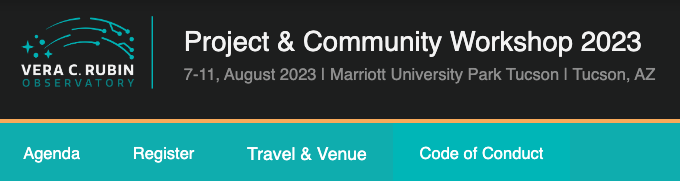 VERA C. RUBIN
OBSERVATORY
Project & Community Workshop 2023
7-11, August 2023 | Marriott University Park Tucson | Tucson, AZ
Agenda Register Travel & Venue Code of Conduct